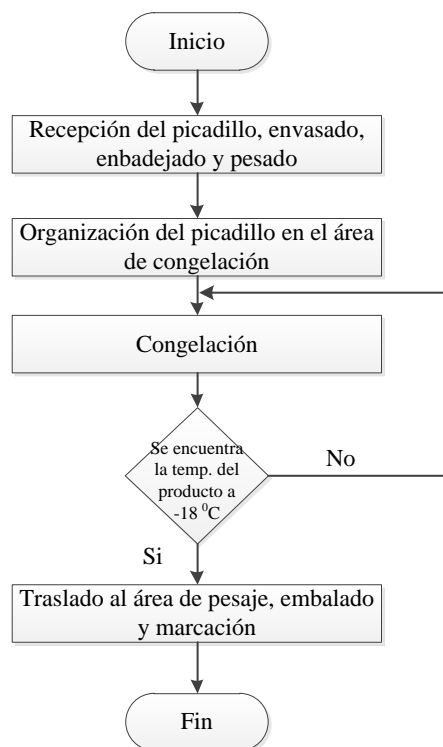 Inicio
Recepción del picadillo, envasado,
enbadejado y pesado
Organización del picadillo en el área
de congelación
Congelación
Se encuentra
la temp. del
producto a
-18 ⁰C
No
Si
Traslado al área de pesaje, embalado
y marcación
Fin